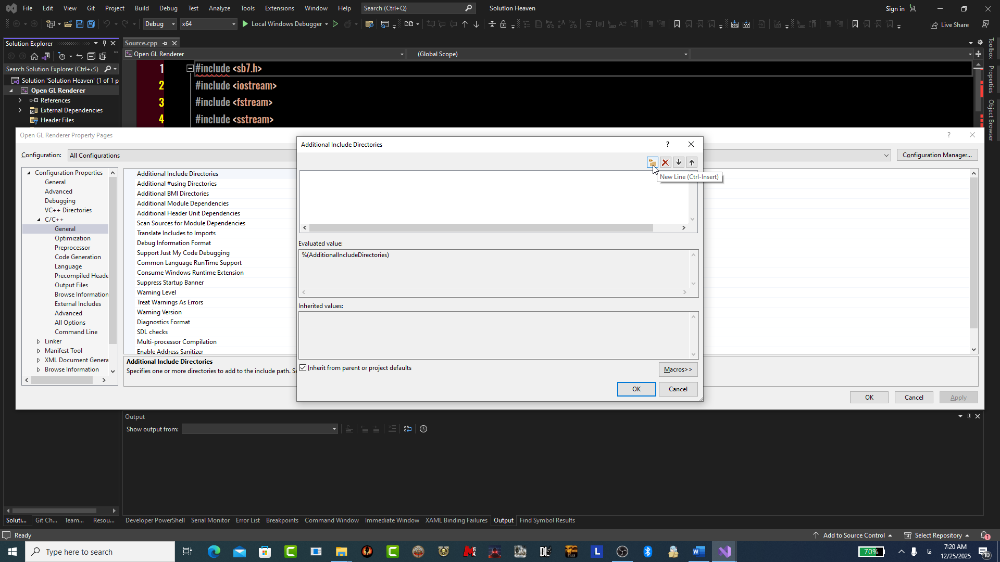 File Edit View Git Project Build Debug Test Analyze Tools Extensions Window Help Search (Ctrl+Q) Solution Heaven Sign in
Debug x64 Local Windows Debugger Live Share
Solution Explorer
Search Solution Explorer (Ctrl+ک)
Solution 'Solution Heaven' (1 of 1 p
Open GL Renderer
References
External Dependencies
Header Files
Source.cpp
Open GL Renderer (Global Scope)
1 #include <sb7.h>
2 #include <iostream>
3 #include <fstream>
4 #include <sstream>
Toolbox
Properties
Object Browser
Open GL Renderer Property Pages ?
Configuration: All Configurations Configuration Manager...
Configuration Properties
General
Advanced
Debugging
VC++ Directories
C/C++
General
Optimization
Preprocessor
Code Generation
Language
Precompiled Heade
Output Files
Browse Information
External Includes
Advanced
All Options
Command Line
Linker
Manifest Tool
XML Document Genera
Browse Information
Additional Include Directories
Additional #using Directories
Additional BMI Directories
Additional Module Dependencies
Additional Header Unit Dependencies
Scan Sources for Module Dependencies
Translate Includes to Imports
Debug Information Format
Support Just My Code Debugging
Common Language RunTime Support
Consume Windows Runtime Extension
Suppress Startup Banner
Warning Level
Treat Warnings As Errors
Warning Version
Diagnostics Format
SDL checks
Multi-processor Compilation
Enable Address Sanitizer
Additional Include Directories
Specifies one or more directories to add to the include path. Se
OK Cancel Apply
Additional Include Directories ?
New Line (Ctrl-Insert)
Evaluated value:
%(AdditionalIncludeDirectories)
Inherited values:
Inherit from parent or project defaults
Macros>>
OK Cancel
Output
Show output from:
Soluti... Git Ch... Team... Resou... Developer PowerShell Serial Monitor Error List Breakpoints Command Window Immediate Window XAML Binding Failures Output Find Symbol Results
Ready Add to Source Control Select Repository 1
Type here to search
70%
فا
7:20 AM
12/25/2025
10